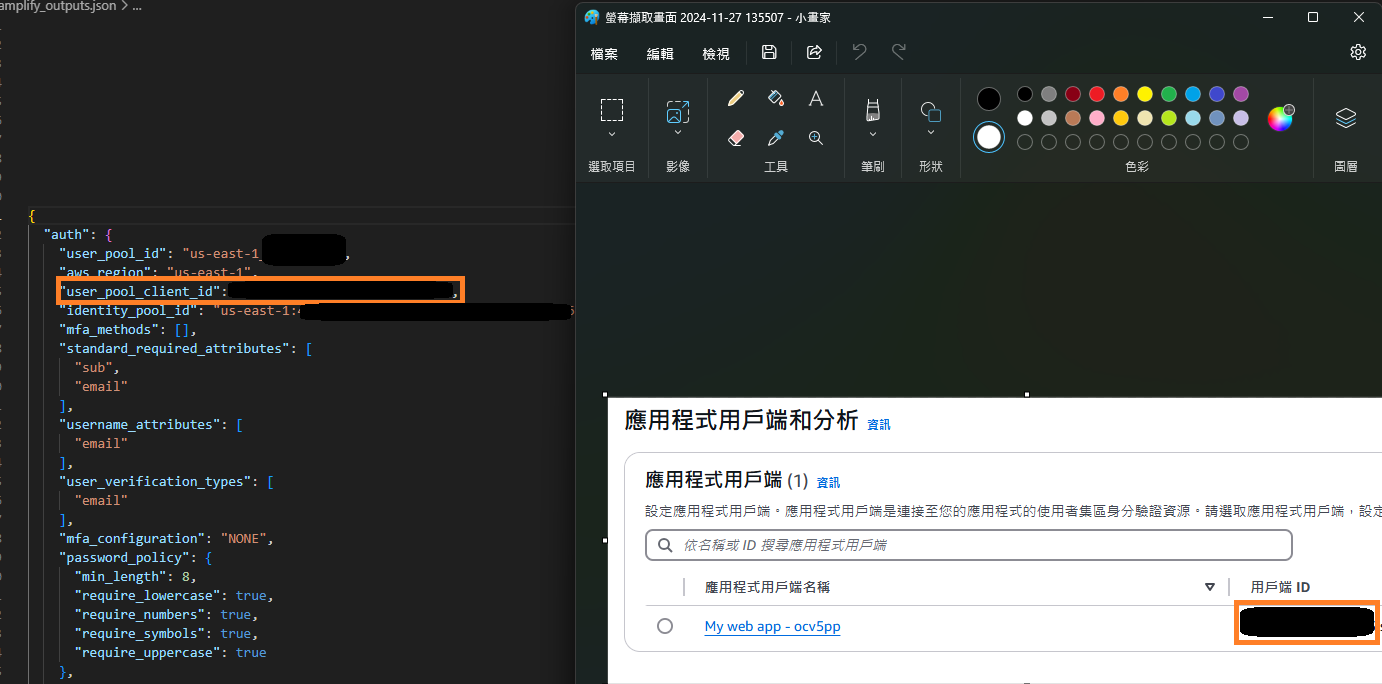 amplify_outputs.json > ...
{
"auth": {
"user_pool_id": "us-east-1_
,
"aws_region": "us-east-1",
"user_pool_client_id":
,
"identity_pool_id": "us-east-1:
"mfa_methods": [],
"standard_required_attributes": [
"sub",
"email"
],
"username_attributes": [
"email"
],
"user_verification_types": [
"email"
],
"mfa_configuration": "NONE",
"password_policy": {
"min_length": 8,
"require_lowercase": true,
"require_numbers": true,
"require_symbols": true,
"require_uppercase": true
},
螢幕擷取畫面 2024-11-27 135507 - 小畫家
檔案 編輯 檢視
選取項目 影像 工具 筆刷 形狀 色彩 圖層
應用程式用戶端和分析 資訊
應用程式用戶端 (1) 資訊
設定應用程式用戶端。應用程式用戶端是連接至您的應用程式的使用者集區身分驗證資源。請選取應用程式用戶端，設定
依名稱或 ID 搜尋應用程式用戶端
應用程式用戶端名稱 用戶端 ID
My web app - ocv5pp